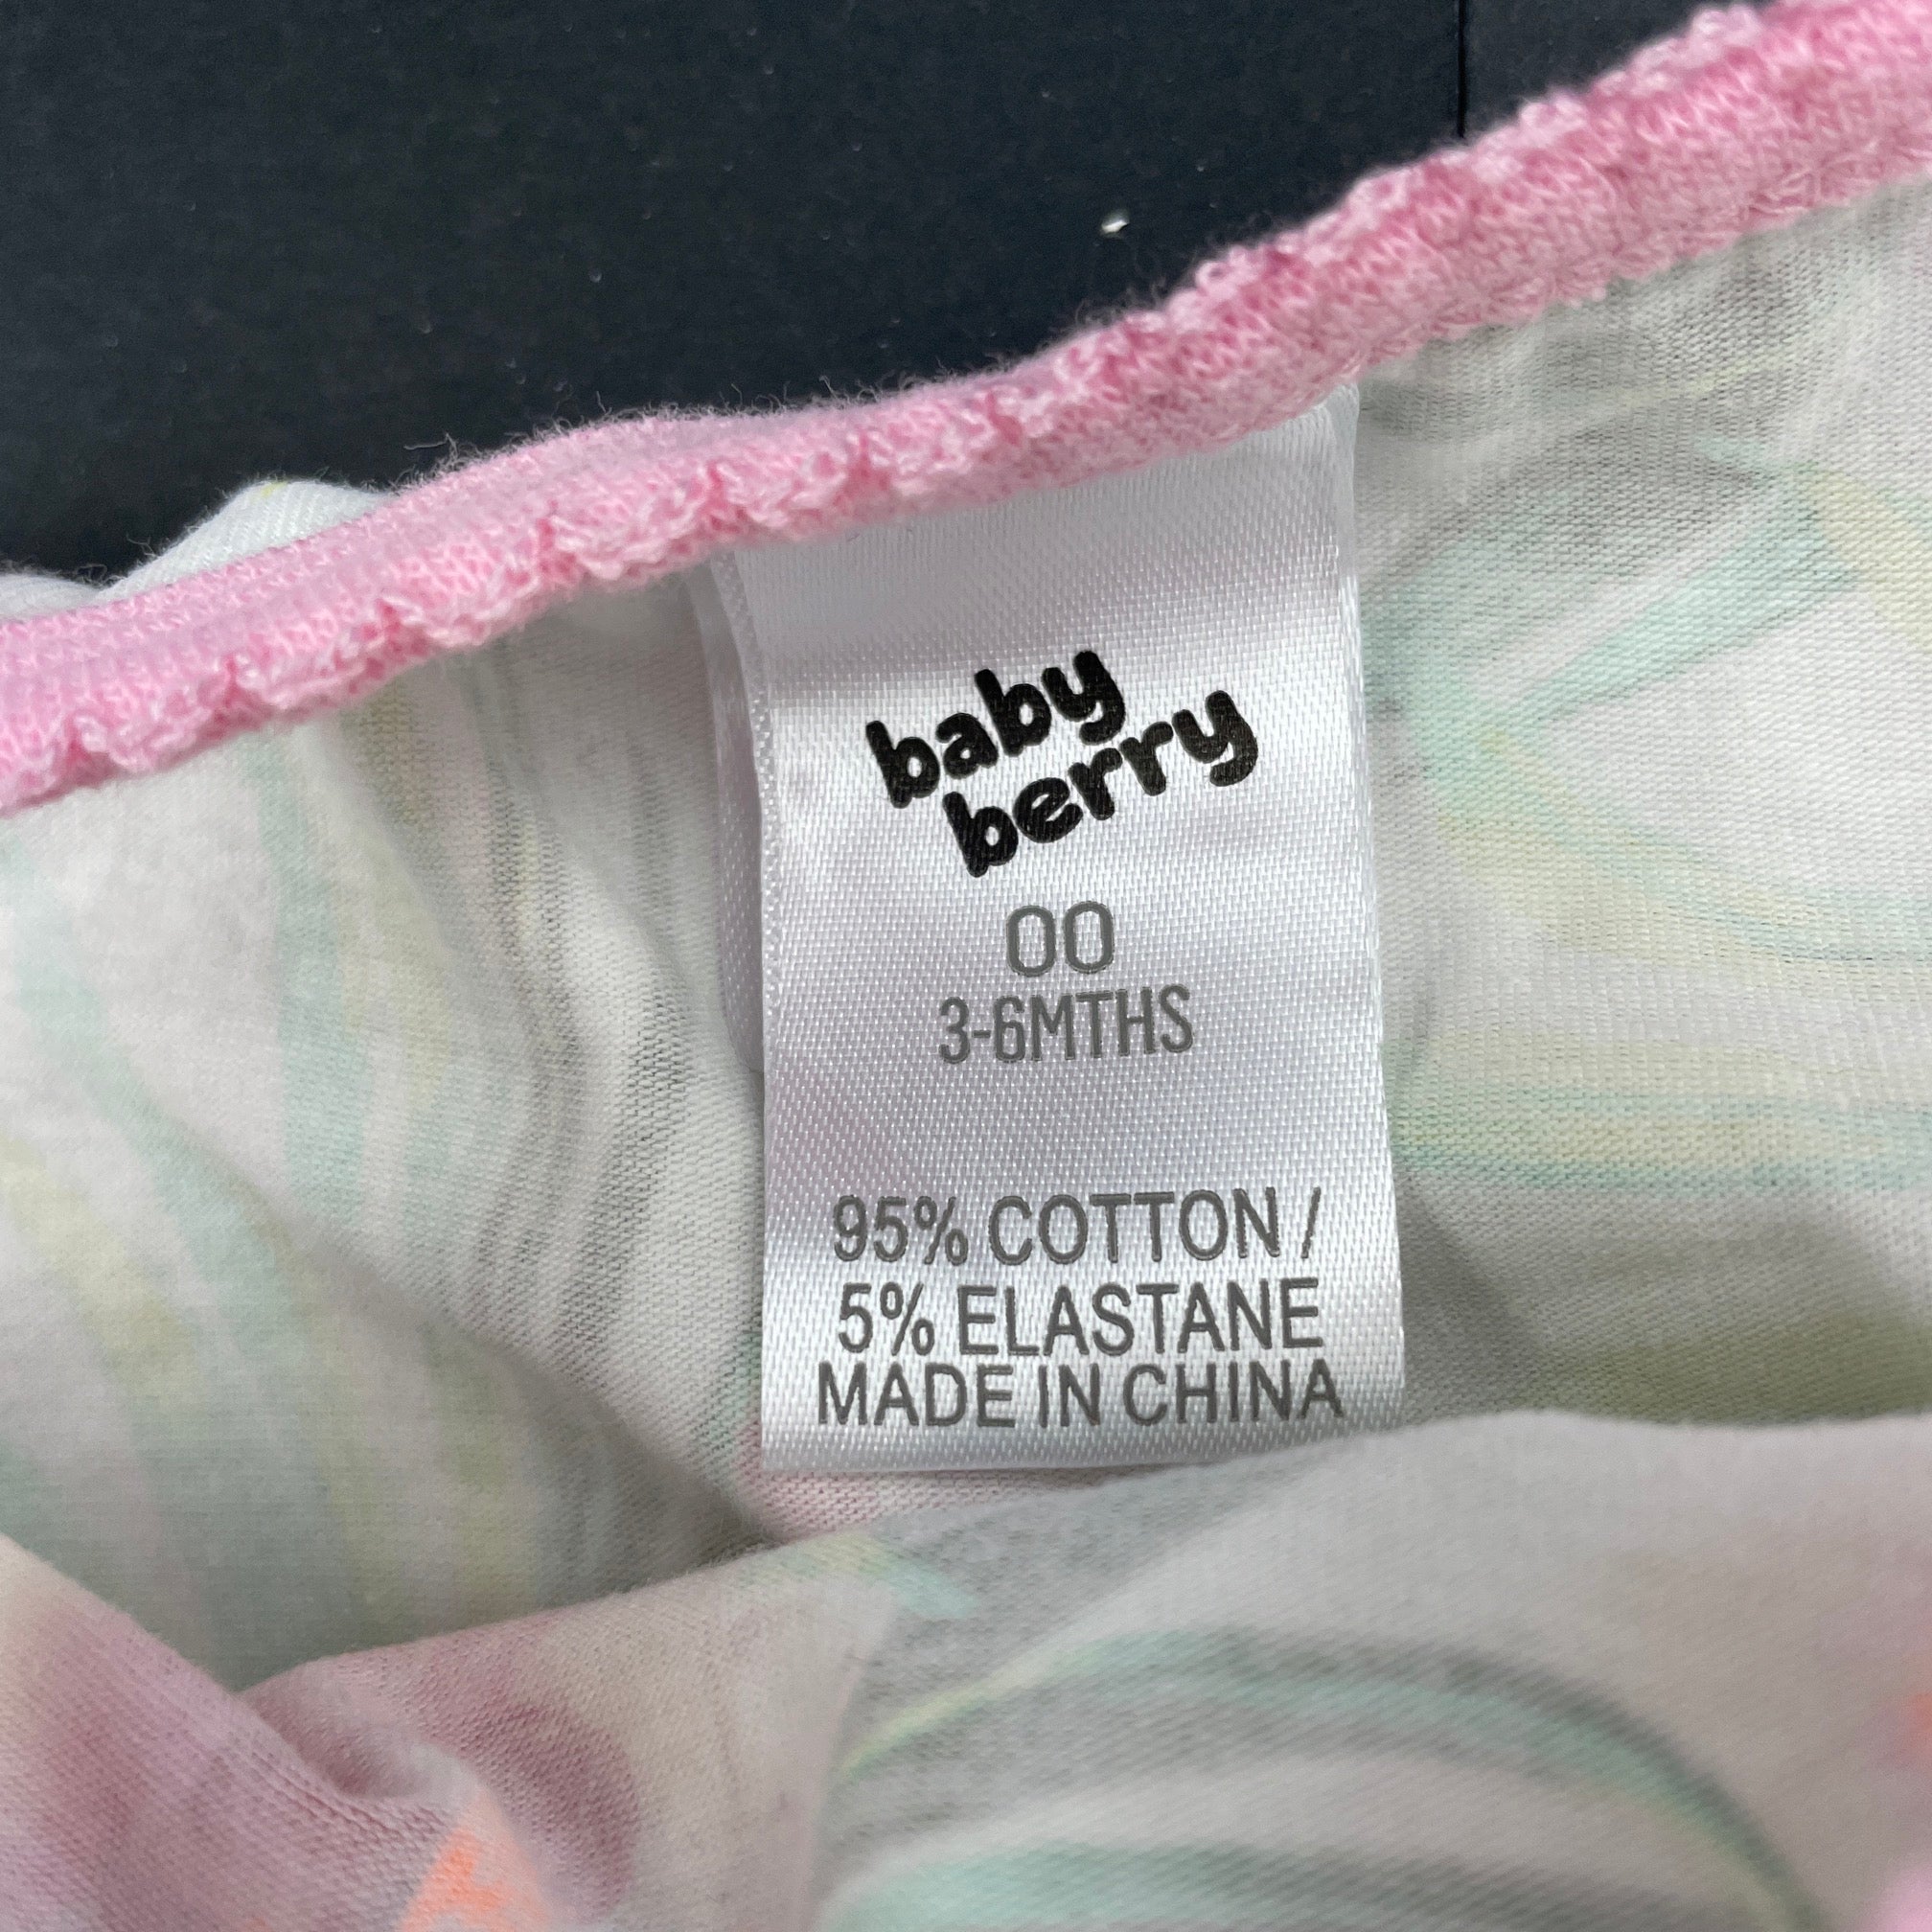 baby
berry
00
3-6MTHS
95% COTTON /
5% ELASTANE
MADE IN CHINA